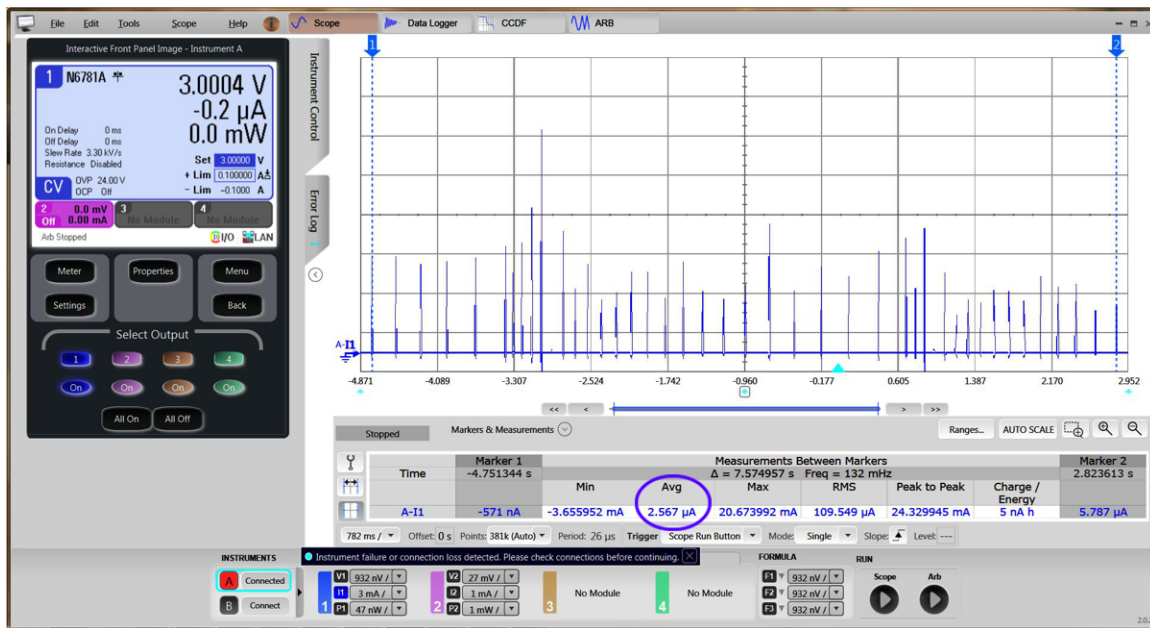 File Edit Tools Scope Help Scope Data Logger CCDF ARB
Interactive Front Panel Image - Instrument A
1 N6781A
3.0004 V
-0.2 µA
0.0 mW
On Delay 0 ms
Off Delay 0 ms
Slew Rate 3.30 kV/s
Resistance Disabled
Set 3.00000 V
+ Lim 0.100000 A
- Lim -0.1000 A
CV OVP 24.00 V
OCP Off
2 0.0 mV
Off 0.00 mA
3 No Module
4 No Module
Arb Stopped
I/O LAN
Meter Properties Menu
Settings Back
Select Output
1 2 3 4
On On On On
All On All Off
Instrument Control
Error Log
1 2
A-I1
-4.871 -4.089 -3.307 -2.524 -1.742 -0.960 -0.177 0.605 1.387 2.170 2.952
<< < > >>
Stopped Markers & Measurements Ranges... AUTO SCALE
Marker 1 Measurements Between Markers Marker 2
Time -4.751344 s Δ = 7.574957 s Freq = 132 mHz 2.823613 s
Min Avg Max RMS Peak to Peak Charge / Energy
A-I1 -571 nA -3.655952 mA 2.567 µA 20.673992 mA 109.549 µA 24.329945 mA 5 nA h 5.787 µA
782 ms / Offset: 0 s Points: 381k (Auto) Period: 26 µs Trigger Scope Run Button Mode: Single Slope: Level: ---
INSTRUMENTS
Instrument failure or connection loss detected. Please check connections before continuing.
FORMULA RUN
A Connected
B Connect
1 V1 932 nV /
I1 3 mA /
P1 47 nW /
2 V2 27 mV /
I2 1 mA /
P2 1 mW /
3 No Module
4 No Module
F1 932 nV /
F2 932 nV /
F3 932 nV /
Scope Arb